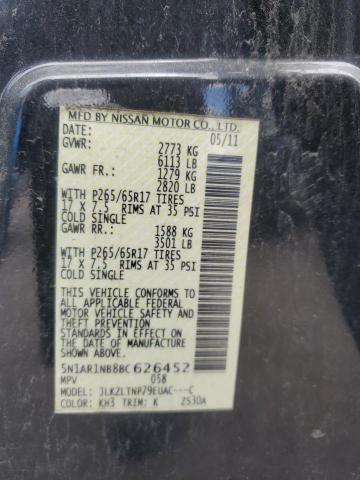 MFD BY NISSAN MOTOR CO., LTD.
DATE: 05/11
GVWR: 2773 KG
6113 LB
GAWR FR: 1279 KG
2820 LB
WITH P265/65R17 TIRES
17 X 7.5 RIMS AT 35 PSI
COLD SINGLE
GAWR RR: 1588 KG
3501 LB
WITH P265/65R17 TIRES
17 X 7.5 RIMS AT 35 PSI
COLD SINGLE
THIS VEHICLE CONFORMS TO
ALL APPLICABLE FEDERAL
MOTOR VEHICLE SAFETY AND
THEFT PREVENTION
STANDARDS IN EFFECT ON
THE DATE OF MANUFACTURE
SHOWN ABOVE.
5N1AR1NB8BC626452
MPV 058
MODEL: JLKZLTNP79EUAC---C
COLOR: KH3 TRIM: K 2530A